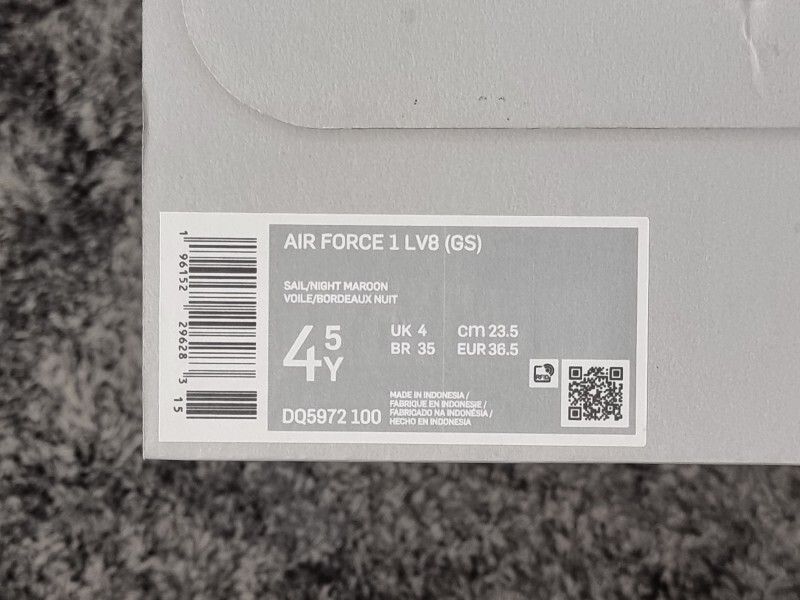 AIR FORCE 1 LV8 (GS)
SAIL/NIGHT MAROON
VOILE/BORDEAUX NUIT
4 5Y
UK 4 cm 23.5
BR 35 EUR 36.5
DQ5972 100
MADE IN INDONESIA /
FABRIQUE EN INDONESIE /
FABRICADO NA INDONÉSIA /
HECHO EN INDONESIA
RFID
1 96152 29628 3 15